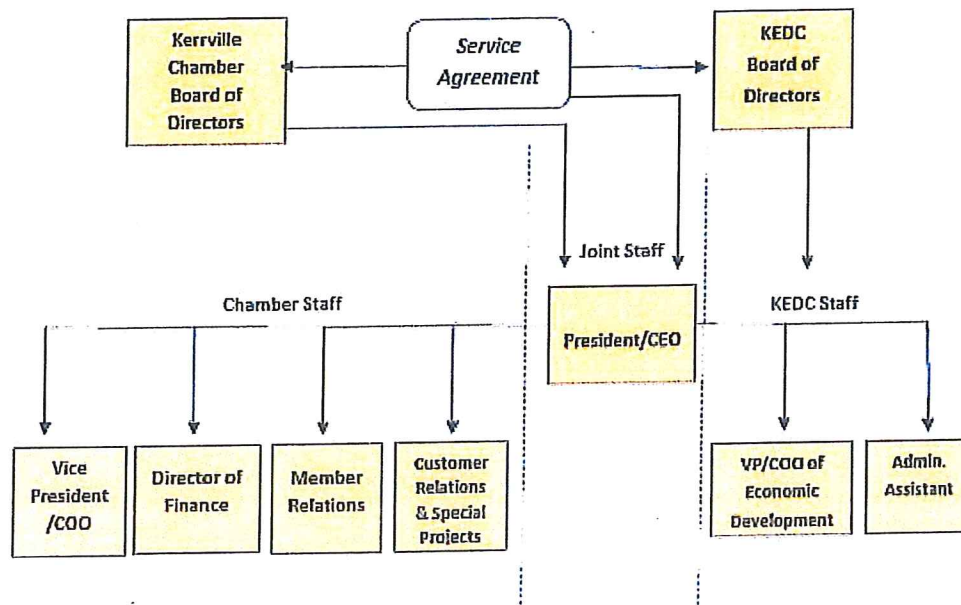 Kerrville
Chamber
Board of
Directors
Service
Agreement
KEDC
Board of
Directors
Joint Staff
Chamber Staff
KEDC Staff
President/CEO
Vice
President
/COO
Director of
Finance
Member
Relations
Customer
Relations
& Special
Projects
VP/COO of
Economic
Development
Admin.
Assistant